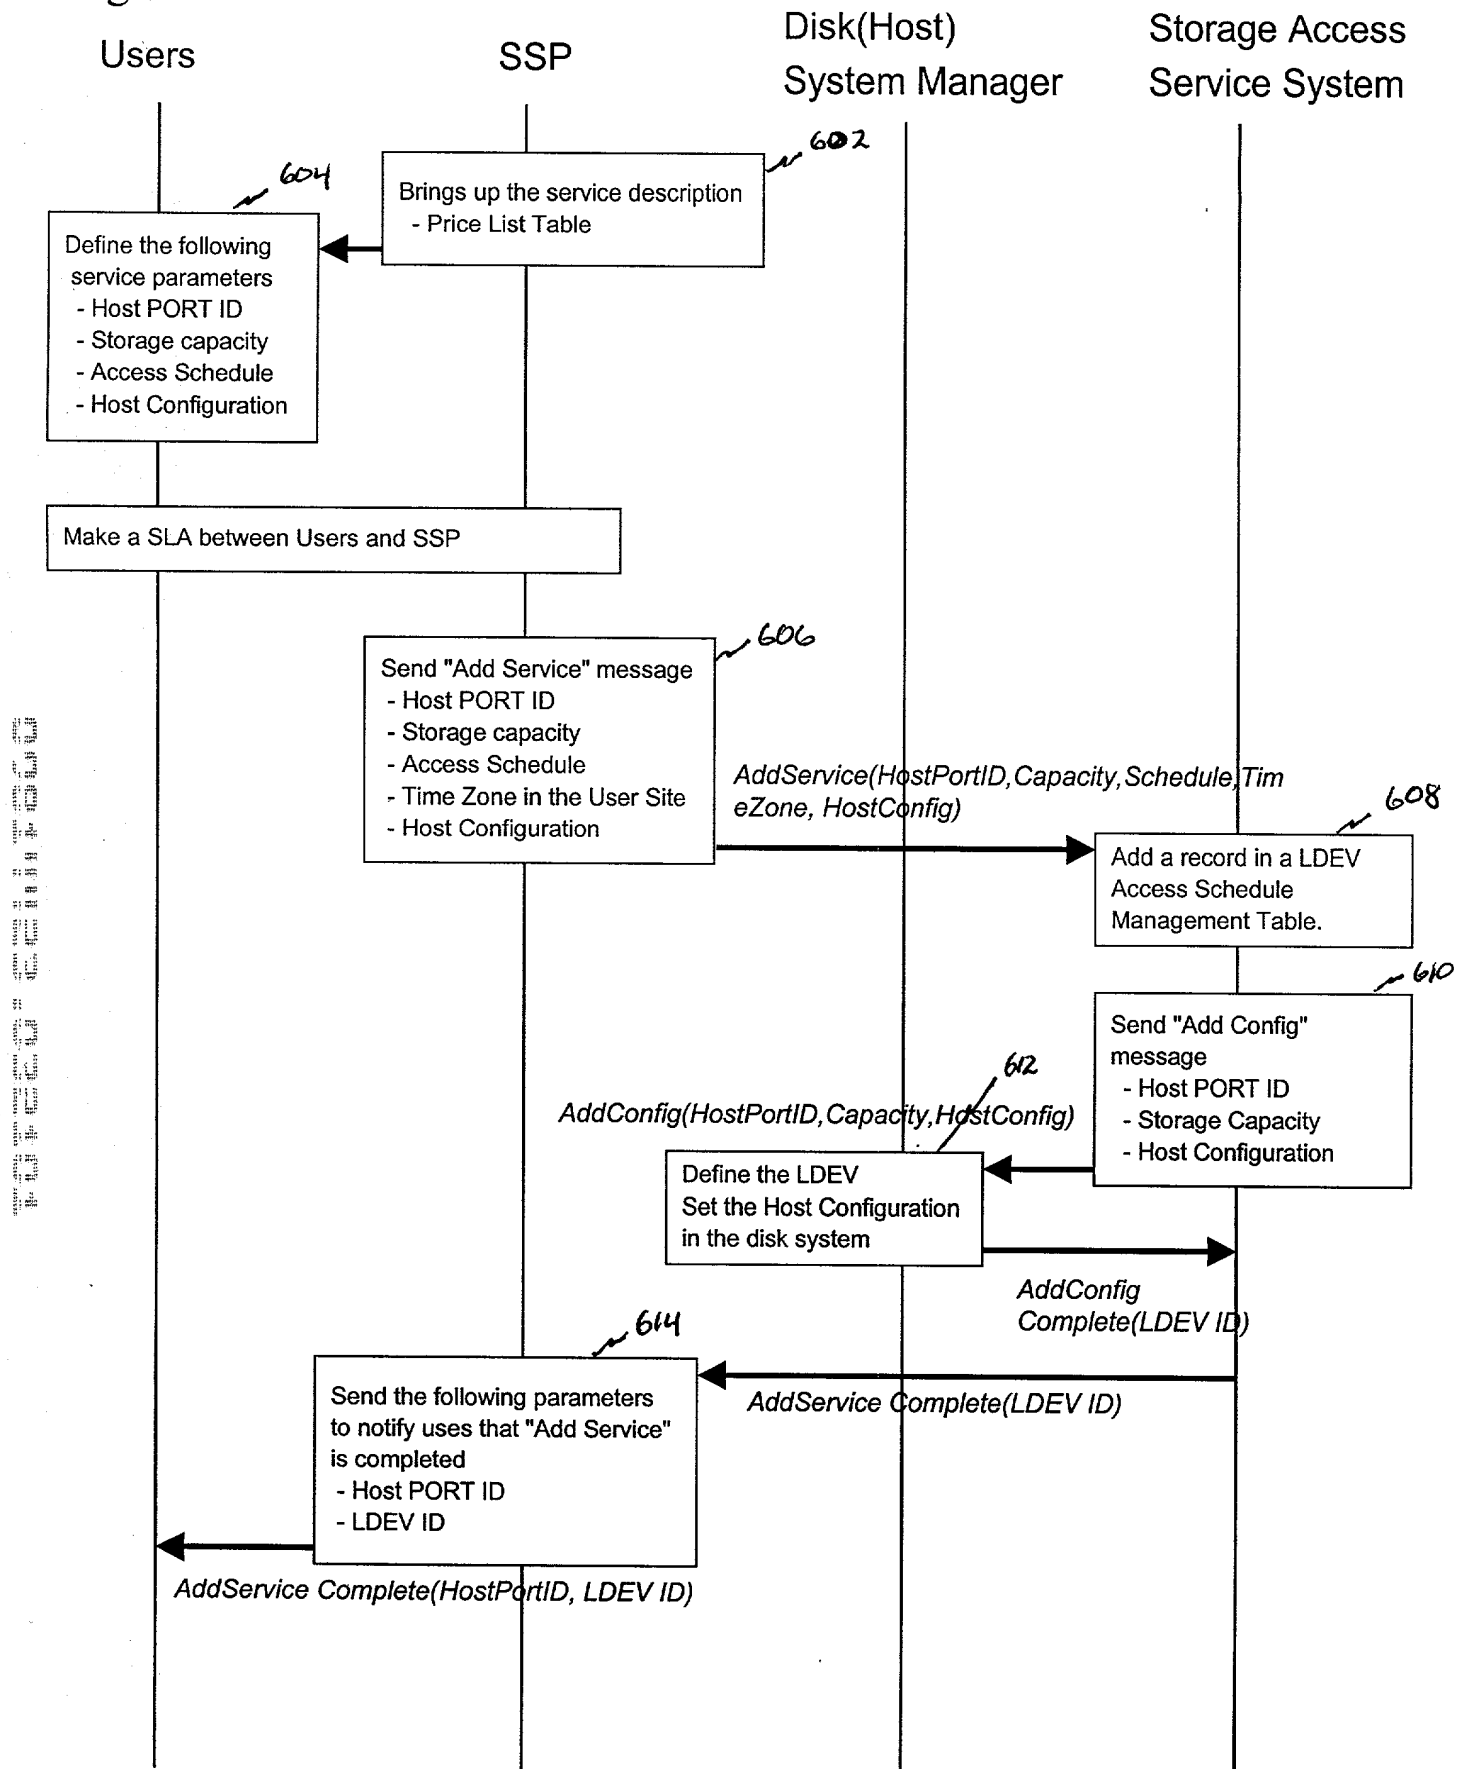 Users
SSP
Disk(Host)
System Manager
Storage Access
Service System
602
Brings up the service description
- Price List Table
604
Define the following
service parameters
- Host PORT ID
- Storage capacity
- Access Schedule
- Host Configuration
Make a SLA between Users and SSP
606
Send "Add Service" message
- Host PORT ID
- Storage capacity
- Access Schedule
- Time Zone in the User Site
- Host Configuration
AddService(HostPortID,Capacity,Schedule,Tim
eZone, HostConfig)
608
Add a record in a LDEV
Access Schedule
Management Table.
610
Send "Add Config"
message
- Host PORT ID
- Storage Capacity
- Host Configuration
612
AddConfig(HostPortID,Capacity,HostConfig)
Define the LDEV
Set the Host Configuration
in the disk system
AddConfig
Complete(LDEV ID)
614
Send the following parameters
to notify uses that "Add Service"
is completed
- Host PORT ID
- LDEV ID
AddService Complete(LDEV ID)
AddService Complete(HostPortID, LDEV ID)